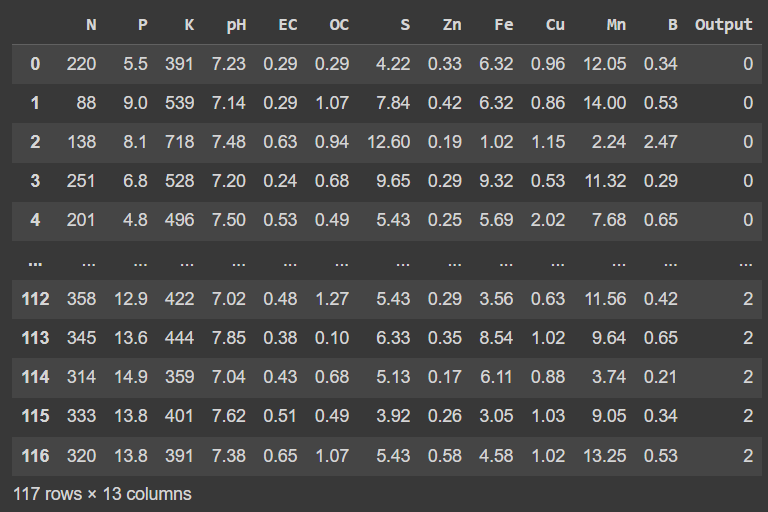 N P K pH EC OC S Zn Fe Cu Mn B Output
0 220 5.5 391 7.23 0.29 0.29 4.22 0.33 6.32 0.96 12.05 0.34 0
1 88 9.0 539 7.14 0.29 1.07 7.84 0.42 6.32 0.86 14.00 0.53 0
2 138 8.1 718 7.48 0.63 0.94 12.60 0.19 1.02 1.15 2.24 2.47 0
3 251 6.8 528 7.20 0.24 0.68 9.65 0.29 9.32 0.53 11.32 0.29 0
4 201 4.8 496 7.50 0.53 0.49 5.43 0.25 5.69 2.02 7.68 0.65 0
... ... ... ... ... ... ... ... ... ... ... ... ... ...
112 358 12.9 422 7.02 0.48 1.27 5.43 0.29 3.56 0.63 11.56 0.42 2
113 345 13.6 444 7.85 0.38 0.10 6.33 0.35 8.54 1.02 9.64 0.65 2
114 314 14.9 359 7.04 0.43 0.68 5.13 0.17 6.11 0.88 3.74 0.21 2
115 333 13.8 401 7.62 0.51 0.49 3.92 0.26 3.05 1.03 9.05 0.34 2
116 320 13.8 391 7.38 0.65 1.07 5.43 0.58 4.58 1.02 13.25 0.53 2
117 rows × 13 columns